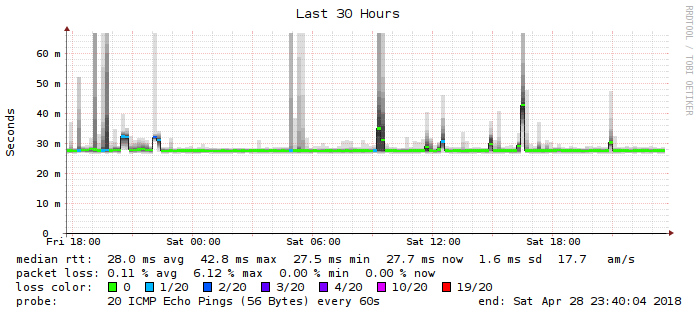 Last 30 Hours
RRDTOOL / TOBI OETIKER
Seconds
60 m
50 m
40 m
30 m
20 m
10 m
0
Fri 18:00 Sat 00:00 Sat 06:00 Sat 12:00 Sat 18:00
median rtt: 28.0 ms avg 42.8 ms max 27.5 ms min 27.7 ms now 1.6 ms sd 17.7 am/s
packet loss: 0.11 % avg 6.12 % max 0.00 % min 0.00 % now
loss color: 0 1/20 2/20 3/20 4/20 10/20 19/20
probe: 20 ICMP Echo Pings (56 Bytes) every 60s end: Sat Apr 28 23:40:04 2018